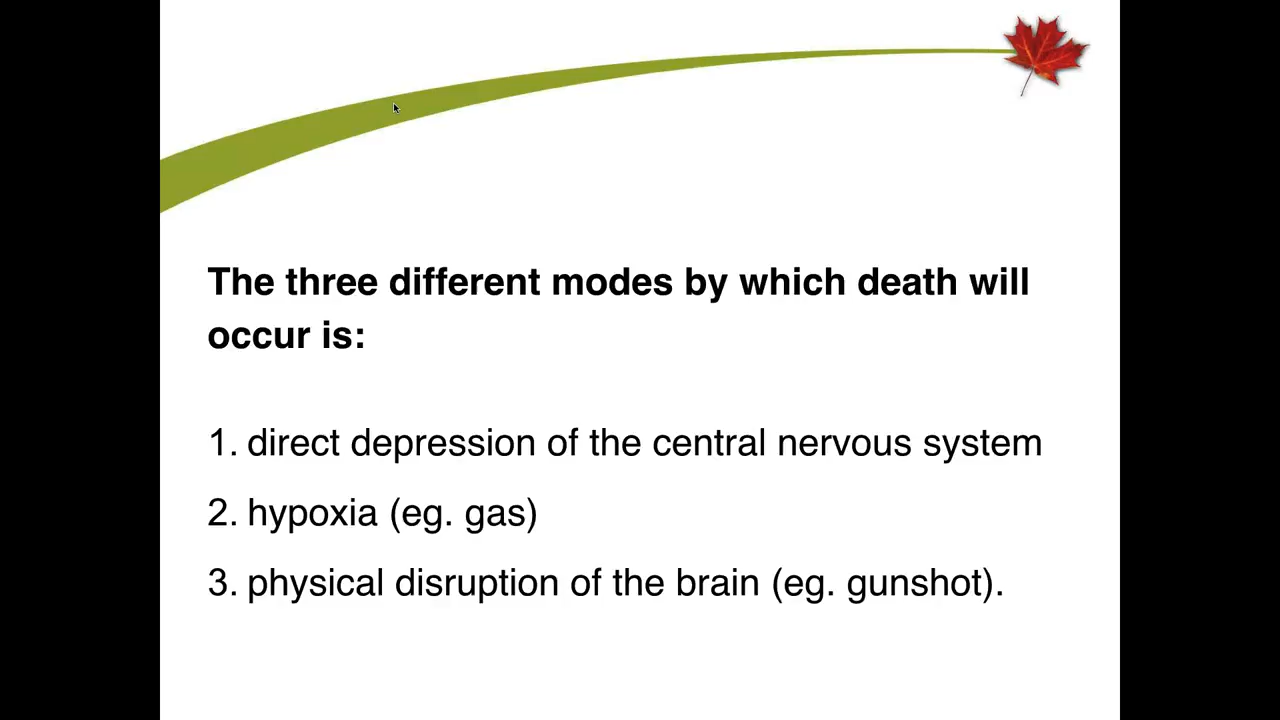 The three different modes by which death will
occur is:
1. direct depression of the central nervous system
2. hypoxia (eg. gas)
3. physical disruption of the brain (eg. gunshot).